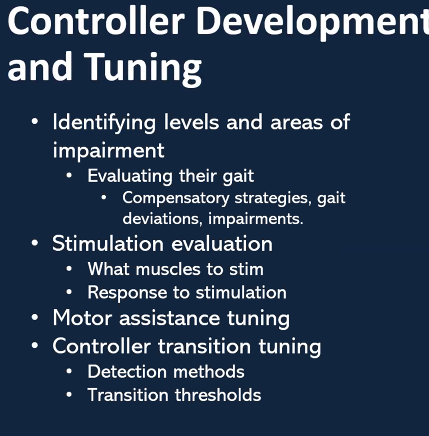 Controller Development
and Tuning
• Identifying levels and areas of
impairment
• Evaluating their gait
• Compensatory strategies, gait
deviations, impairments.
• Stimulation evaluation
• What muscles to stim
• Response to stimulation
• Motor assistance tuning
• Controller transition tuning
• Detection methods
• Transition thresholds